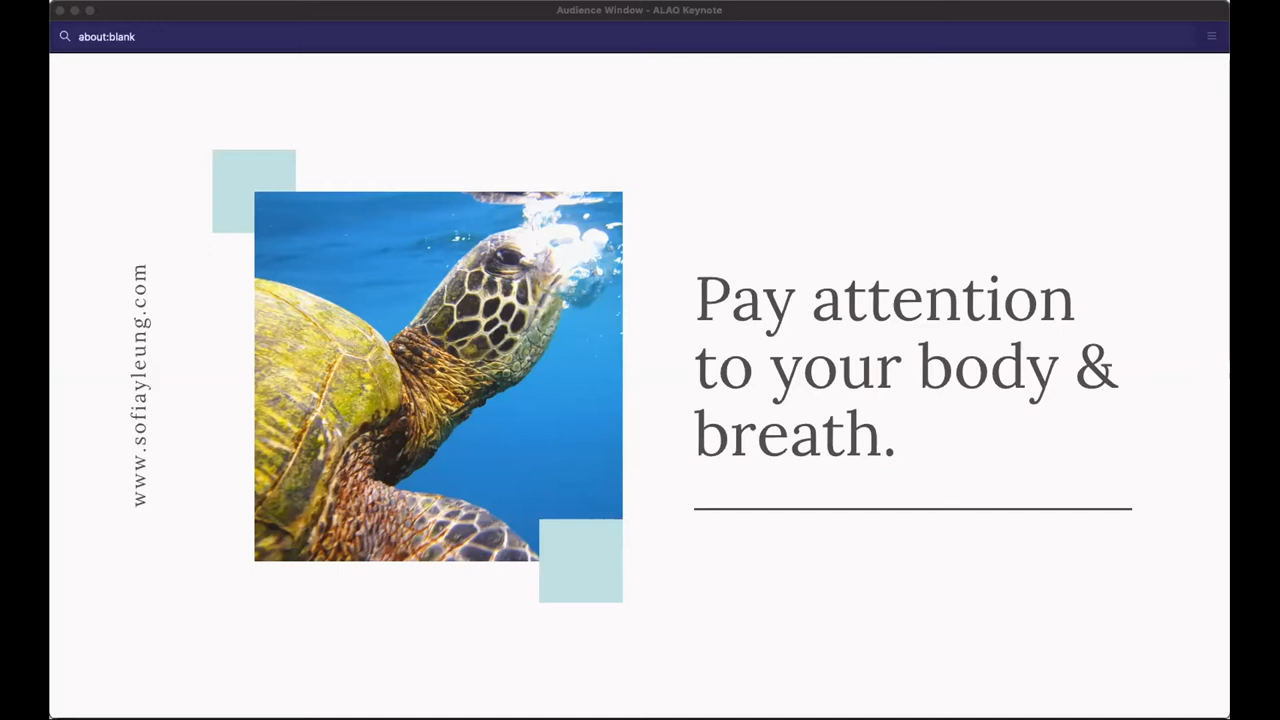 Audience Window - ALAO Keynote
about:blank
www.sofiayleung.com
Pay attention
to your body &
breath.